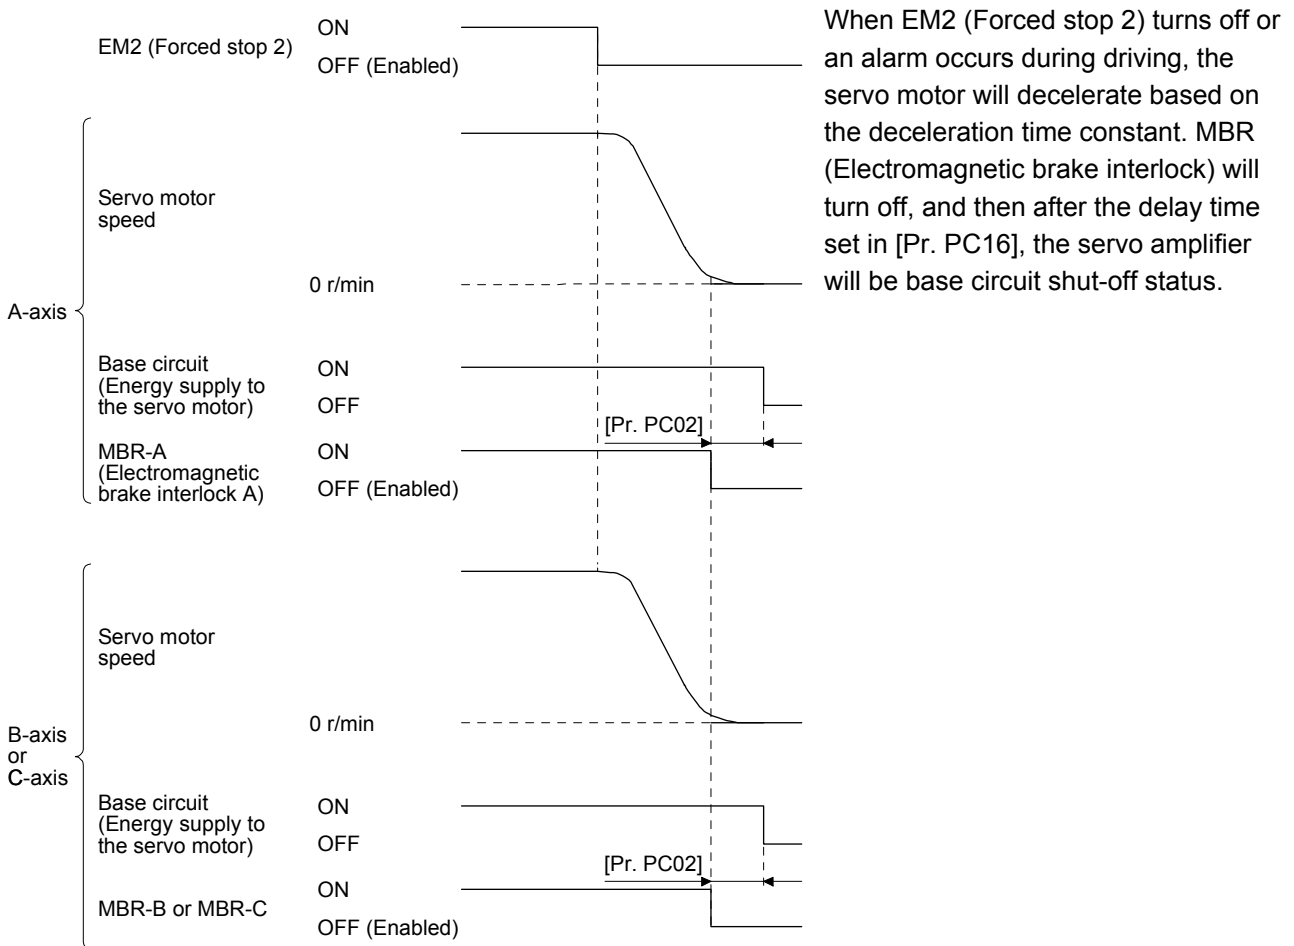 EM2 (Forced stop 2)
ON
OFF (Enabled)
When EM2 (Forced stop 2) turns off or
an alarm occurs during driving, the
servo motor will decelerate based on
the deceleration time constant. MBR
(Electromagnetic brake interlock) will
turn off, and then after the delay time
set in [Pr. PC16], the servo amplifier
will be base circuit shut-off status.
A-axis
Servo motor
speed
0 r/min
Base circuit
(Energy supply to
the servo motor)
ON
OFF
[Pr. PC02]
MBR-A
(Electromagnetic
brake interlock A)
ON
OFF (Enabled)
B-axis
or
C-axis
Servo motor
speed
0 r/min
Base circuit
(Energy supply to
the servo motor)
ON
OFF
[Pr. PC02]
MBR-B or MBR-C
ON
OFF (Enabled)